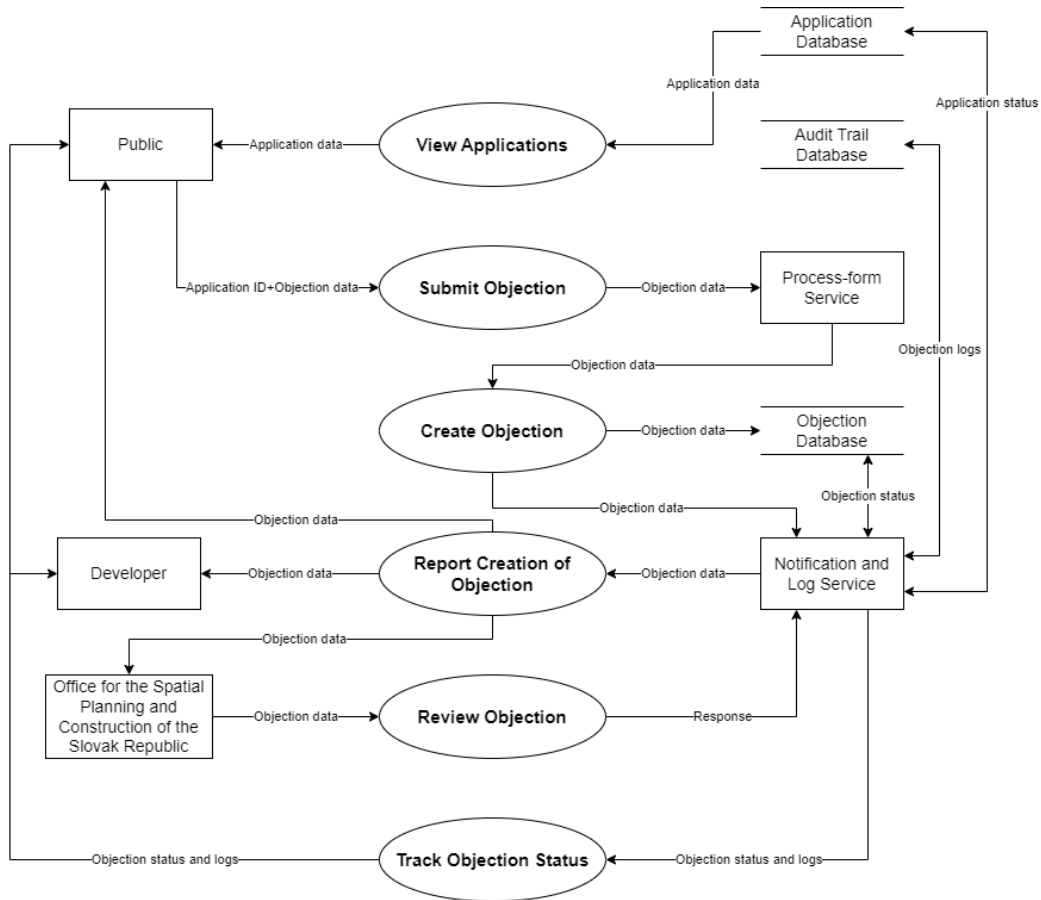 Application
Database
Application data
Application status
Public
Application data
View Applications
Audit Trail
Database
Application ID+Objection data
Submit Objection
Objection data
Process-form
Service
Objection logs
Objection data
Create Objection
Objection data
Objection
Database
Objection status
Objection data
Objection data
Developer
Objection data
Report Creation of
Objection
Objection data
Notification and
Log Service
Objection data
Office for the Spatial
Planning and
Construction of the
Slovak Republic
Objection data
Review Objection
Response
Objection status and logs
Track Objection Status
Objection status and logs